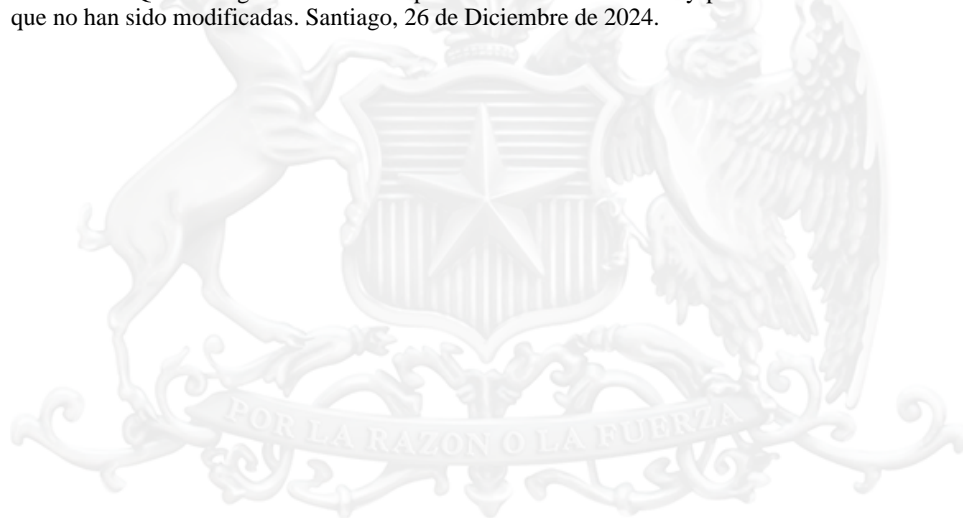 que no han sido modificadas. Santiago, 26 de Diciembre de 2024.
POR LA RAZON O LA FUERZA